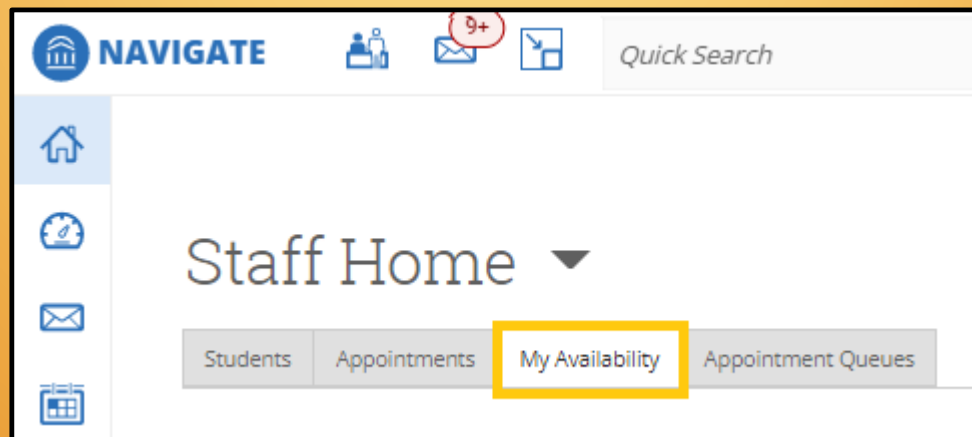 NAVIGATE 9+ Quick Search
Staff Home
Students Appointments My Availability Appointment Queues